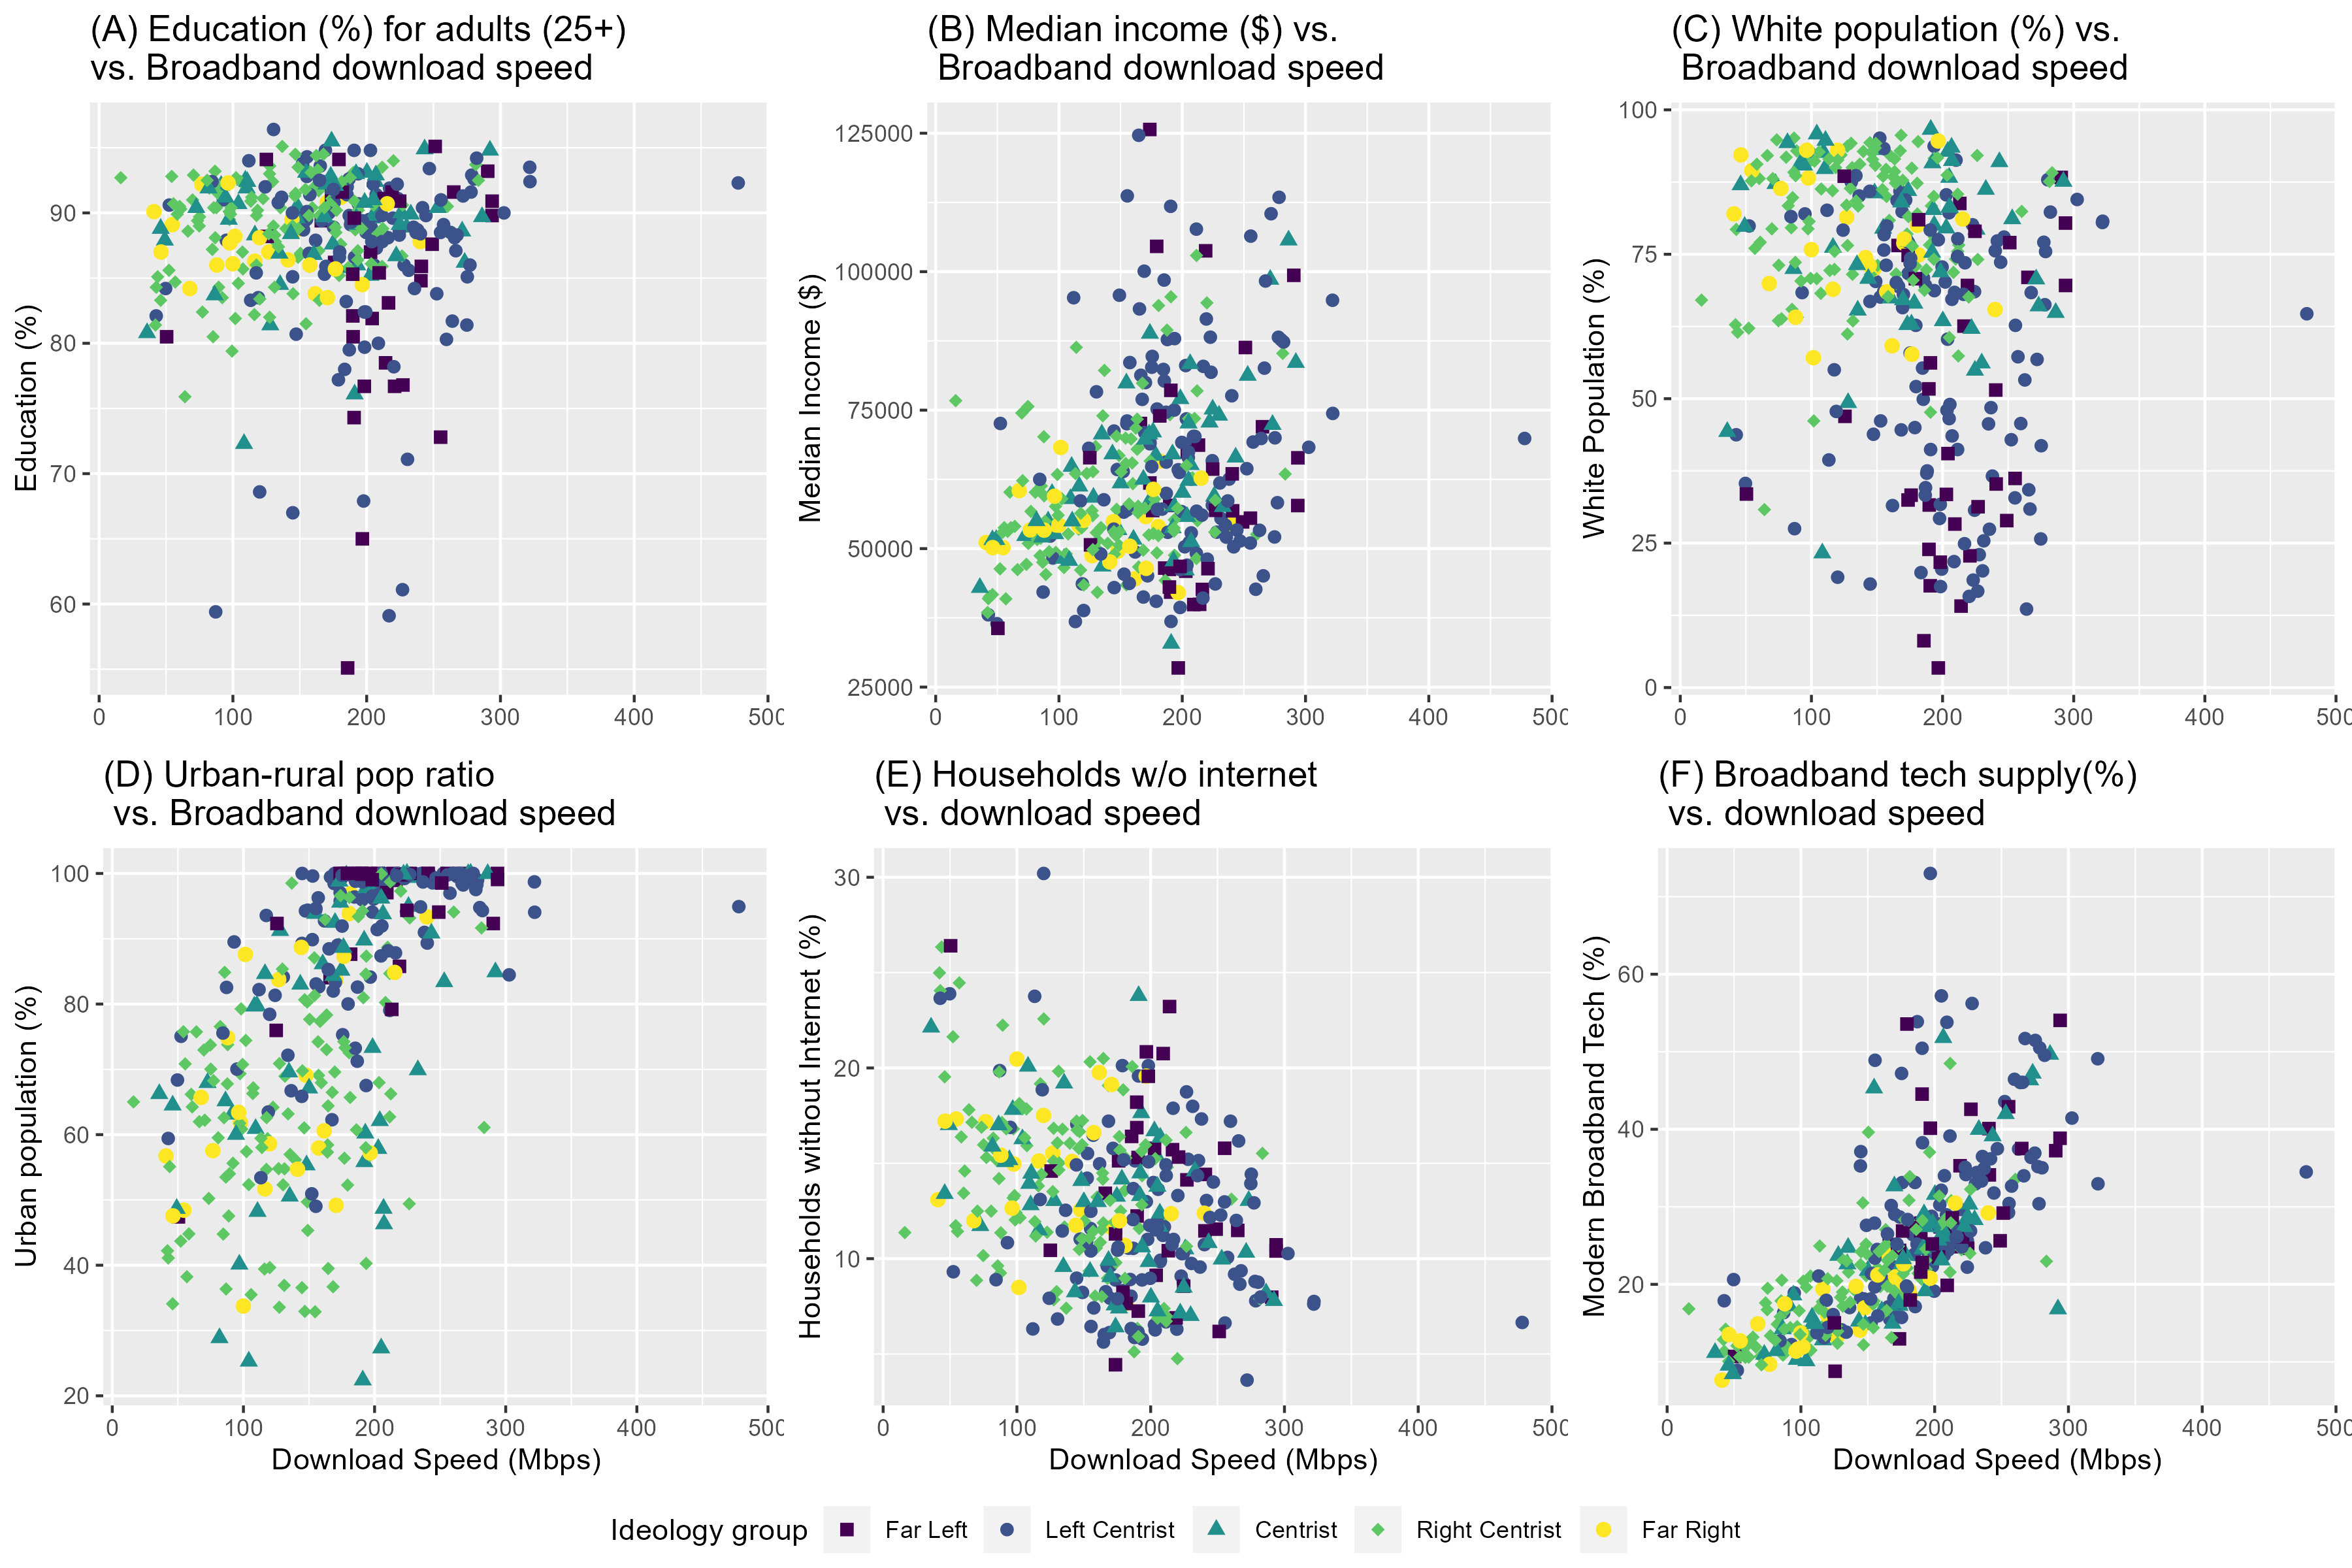 (A) Education (%) for adults (25+)
vs. Broadband download speed
(B) Median income ($) vs.
Broadband download speed
(C) White population (%) vs.
Broadband download speed
Education (%)
90
80
70
60
0 100 200 300 400 500
Median Income ($)
125000
100000
75000
50000
25000
0 100 200 300 400 500
White Population (%)
100
75
50
25
0
0 100 200 300 400 500
(D) Urban-rural pop ratio
vs. Broadband download speed
(E) Households w/o internet
vs. download speed
(F) Broadband tech supply(%)
vs. download speed
Urban population (%)
100
80
60
40
20
0 100 200 300 400 500
Download Speed (Mbps)
Households without Internet (%)
30
20
10
0 100 200 300 400 500
Download Speed (Mbps)
Modern Broadband Tech (%)
60
40
20
0 100 200 300 400 500
Download Speed (Mbps)
Ideology group Far Left Left Centrist Centrist Right Centrist Far Right